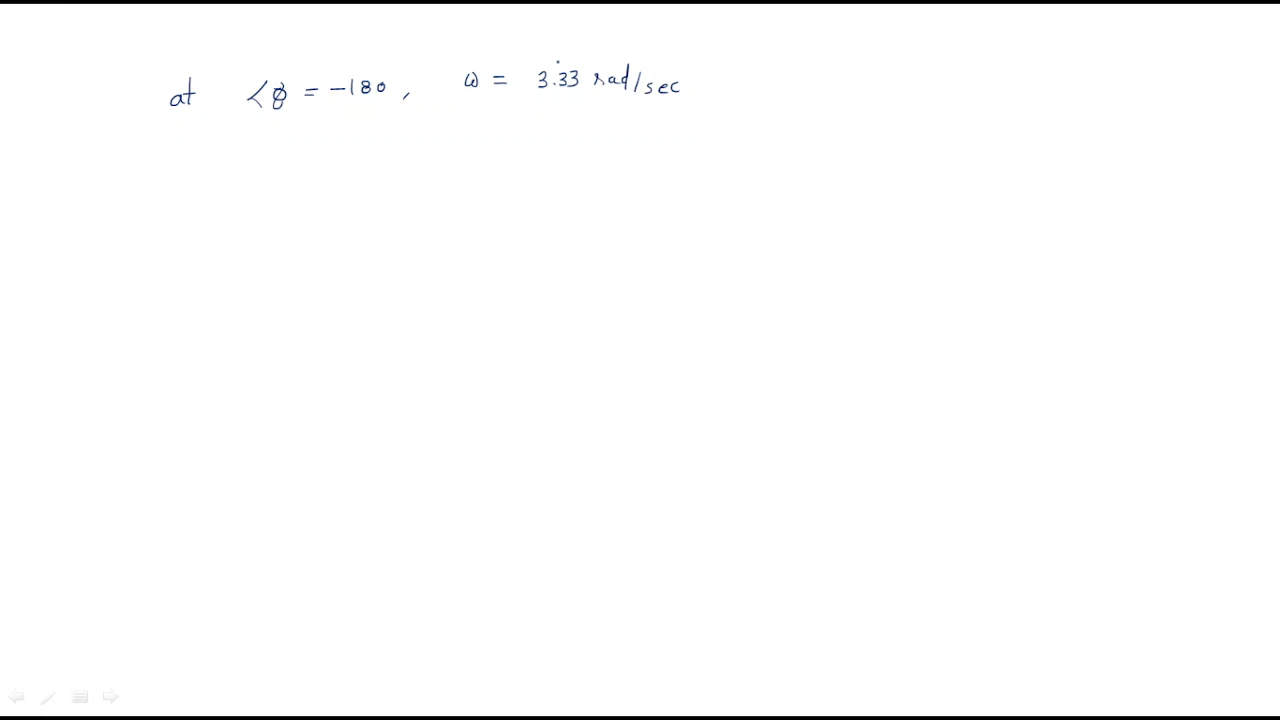 at ∠φ = -180, ω = 3.33 rad/sec